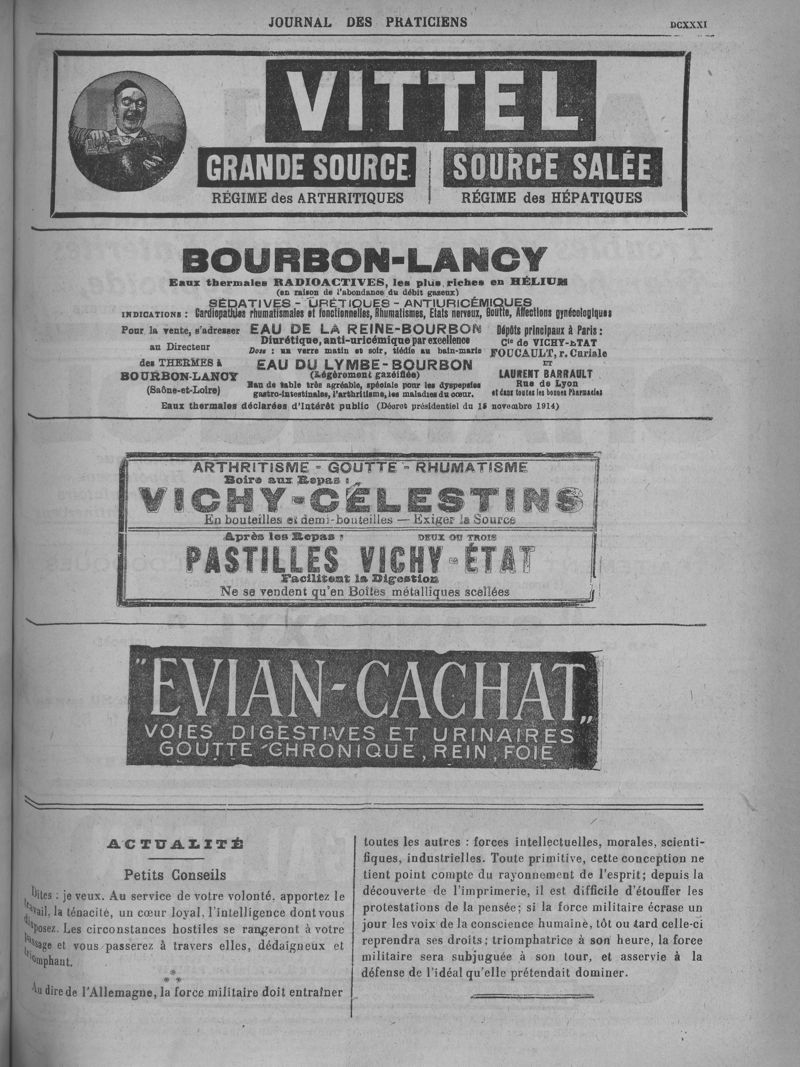 JOURNAL DES PRATICIENS
DCXXXI
VITTEL
GRANDE SOURCE
RÉGIME des ARTHRITIQUES
SOURCE SALÉE
RÉGIME des HÉPATIQUES
BOURBON-LANCY
Eaux thermales RADIOACTIVES, les plus riches en HÉLIUM
(en raison de l'abondance du débit gazeux)
SÉDATIVES - URÉTIQUES - ANTIURICÉMIQUES
INDICATIONS : Cardiopathies rhumatismales et fonctionnelles, Rhumatismes, Etats nerveux, Goutte, Affections gynécologiques
Pour la vente, s'adresser
au Directeur
des THERMES à
BOURBON-LANCY
(Saône-et-Loire)
EAU DE LA REINE-BOURBON
Diurétique, anti-uricémique par excellence
Dose : un verre matin et soir, tiédie au bain-marie
EAU DU LYMBE-BOURBON
(Légèrement gazéifiée)
Eau de table très agréable, spéciale pour les dyspepsies
gastro-intestinales, l'arthritisme, les maladies du cœur.
Dépôts principaux à Paris :
Cie de VICHY-ETAT
FOUCAULT, r. Curiale
ET
LAURENT BARRAULT
Rue de Lyon
et dans toutes les bonnes Pharmacies
Eaux thermales déclarées d'Intérêt public (Décret présidentiel du 15 novembre 1914)
ARTHRITISME - GOUTTE - RHUMATISME
Boire aux Repas :
VICHY-CÉLESTINS
En bouteilles et demi-bouteilles — Exiger la Source
Après les Repas : DEUX OU TROIS
PASTILLES VICHY-ÉTAT
Facilitent la Digestion
Ne se vendent qu'en Boîtes métalliques scellées
"EVIAN-CACHAT„
VOIES DIGESTIVES ET URINAIRES
GOUTTE CHRONIQUE, REIN, FOIE
ACTUALITÉ
Petits Conseils
Dites : je veux. Au service de votre volonté, apportez le
travail, la ténacité, un cœur loyal, l'intelligence dont vous
disposez. Les circonstances hostiles se rangeront à votre
passage et vous passerez à travers elles, dédaigneux et
triomphant.
*
* *
Au dire de l'Allemagne, la force militaire doit entraîner
toutes les autres : forces intellectuelles, morales, scienti-
fiques, industrielles. Toute primitive, cette conception ne
tient point compte du rayonnement de l'esprit; depuis la
découverte de l'imprimerie, il est difficile d'étouffer les
protestations de la pensée; si la force militaire écrase un
jour les voix de la conscience humaine, tôt ou tard celle-ci
reprendra ses droits; triomphatrice à son heure, la force
militaire sera subjuguée à son tour, et asservie à la
défense de l'idéal qu'elle prétendait dominer.